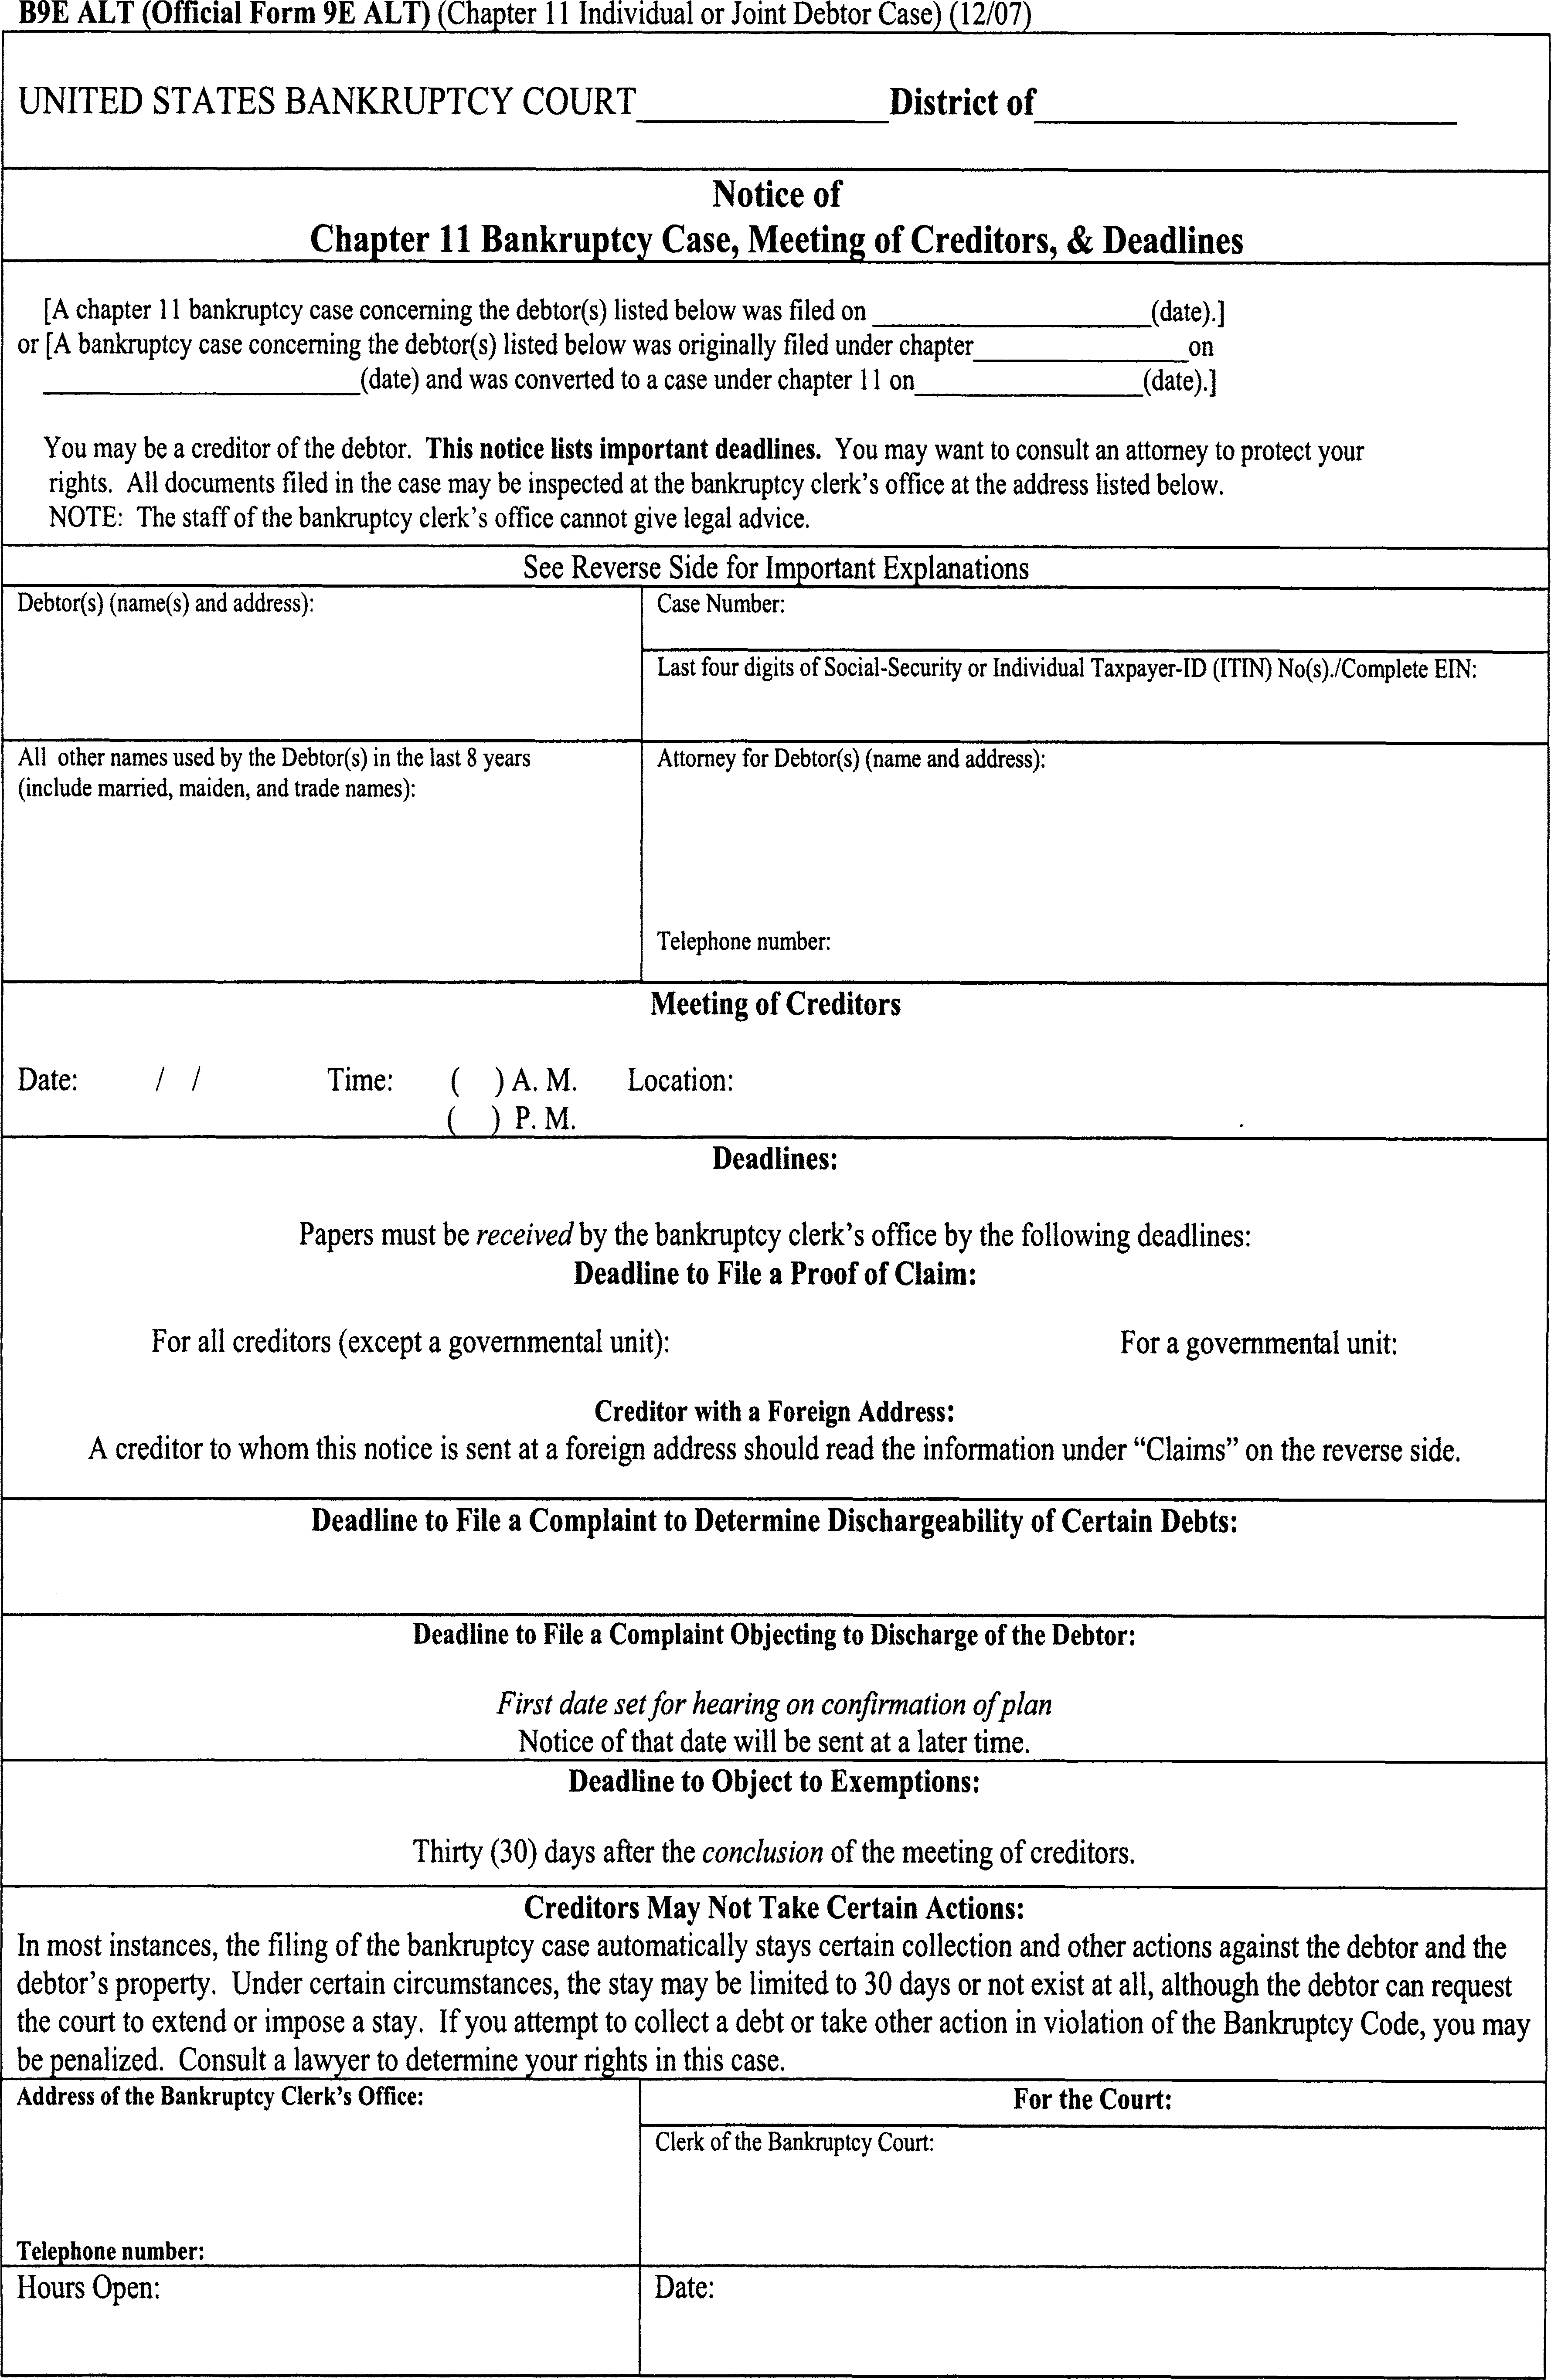 B9E ALT (Official Form 9E ALT) (Chapter 11 Individual or Joint Debtor Case) (12/07)
UNITED STATES BANKRUPTCY COURT____________District of____________
Notice of
Chapter 11 Bankruptcy Case, Meeting of Creditors, & Deadlines
[A chapter 11 bankruptcy case concerning the debtor(s) listed below was filed on ____________(date).]
or [A bankruptcy case concerning the debtor(s) listed below was originally filed under chapter____________on
____________(date) and was converted to a case under chapter 11 on____________(date).]
You may be a creditor of the debtor. This notice lists important deadlines. You may want to consult an attorney to protect your
rights. All documents filed in the case may be inspected at the bankruptcy clerk's office at the address listed below.
NOTE: The staff of the bankruptcy clerk's office cannot give legal advice.
See Reverse Side for Important Explanations
Debtor(s) (name(s) and address):
Case Number:
Last four digits of Social-Security or Individual Taxpayer-ID (ITIN) No(s)./Complete EIN:
All other names used by the Debtor(s) in the last 8 years
(include married, maiden, and trade names):
Attorney for Debtor(s) (name and address):
Telephone number:
Meeting of Creditors
Date: / / Time: ( ) A. M. Location:
( ) P. M.
Deadlines:
Papers must be received by the bankruptcy clerk's office by the following deadlines:
Deadline to File a Proof of Claim:
For all creditors (except a governmental unit): For a governmental unit:
Creditor with a Foreign Address:
A creditor to whom this notice is sent at a foreign address should read the information under “Claims” on the reverse side.
Deadline to File a Complaint to Determine Dischargeability of Certain Debts:
Deadline to File a Complaint Objecting to Discharge of the Debtor:
First date set for hearing on confirmation of plan
Notice of that date will be sent at a later time.
Deadline to Object to Exemptions:
Thirty (30) days after the conclusion of the meeting of creditors.
Creditors May Not Take Certain Actions:
In most instances, the filing of the bankruptcy case automatically stays certain collection and other actions against the debtor and the
debtor's property. Under certain circumstances, the stay may be limited to 30 days or not exist at all, although the debtor can request
the court to extend or impose a stay. If you attempt to collect a debt or take other action in violation of the Bankruptcy Code, you may
be penalized. Consult a lawyer to determine your rights in this case.
Address of the Bankruptcy Clerk's Office:
For the Court:
Clerk of the Bankruptcy Court:
Telephone number:
Hours Open:
Date: